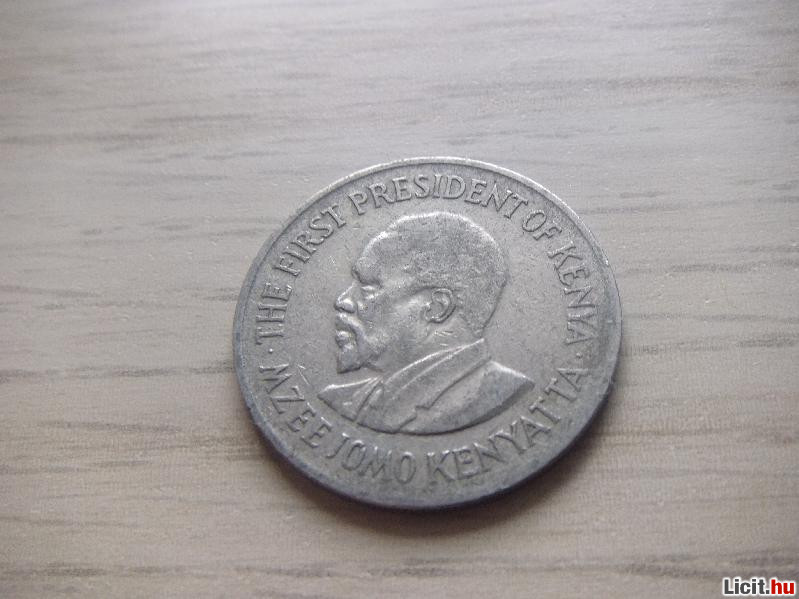 · THE FIRST PRESIDENT OF KENYA ·
MZEE JOMO KENYATTA
Licit.hu